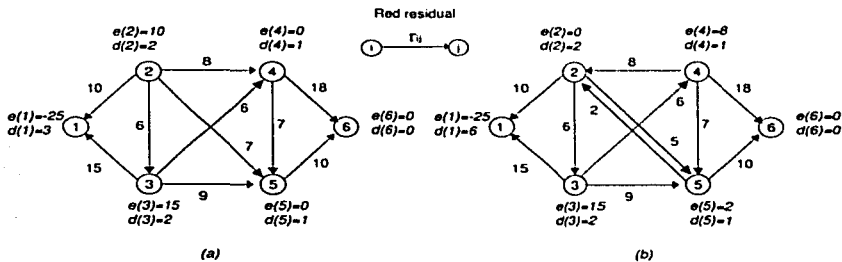 Red residual
i rij j
e(2)=10
d(2)=2
e(4)=0
d(4)=1
8
10
2
4
18
e(1)=-25
d(1)=3
1
6
6
7
6
e(6)=0
d(6)=0
15
7
10
3
9
5
e(3)=15
d(3)=2
e(5)=0
d(5)=1
(a)
e(2)=0
d(2)=2
e(4)=8
d(4)=1
8
10
2
4
18
e(1)=-25
d(1)=6
1
6
2
6
7
6
e(6)=0
d(6)=0
5
15
10
3
9
5
e(3)=15
d(3)=2
e(5)=2
d(5)=1
(b)